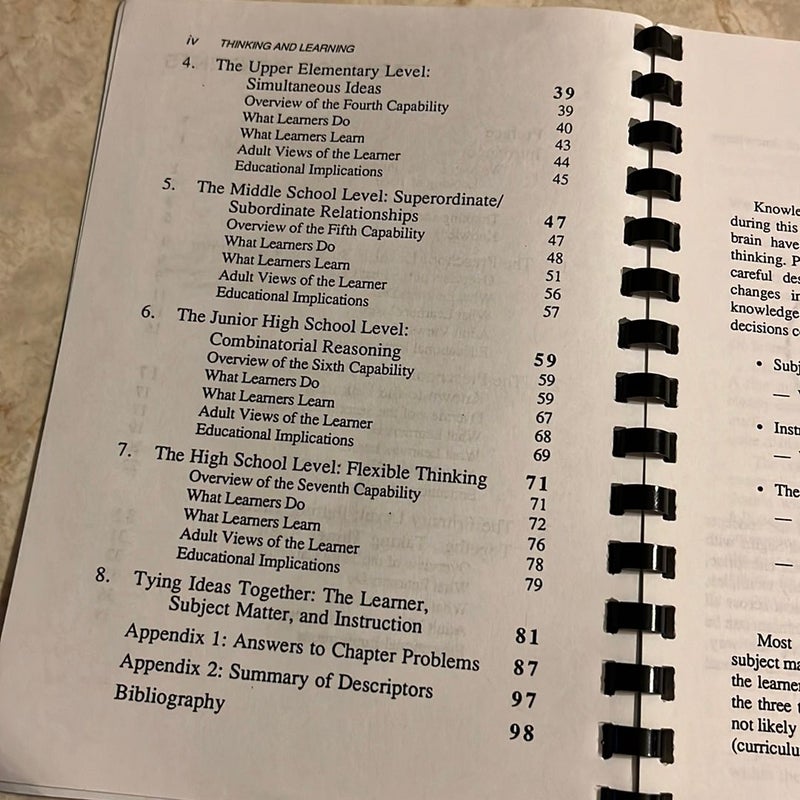 iv THINKING AND LEARNING
4. The Upper Elementary Level:
Simultaneous Ideas 39
Overview of the Fourth Capability 39
What Learners Do 40
What Learners Learn 43
Adult Views of the Learner 44
Educational Implications 45
5. The Middle School Level: Superordinate/
Subordinate Relationships 47
Overview of the Fifth Capability 47
What Learners Do 48
What Learners Learn 51
Adult Views of the Learner 56
Educational Implications 57
6. The Junior High School Level:
Combinatorial Reasoning 59
Overview of the Sixth Capability 59
What Learners Do 59
What Learners Learn 67
Adult Views of the Learner 68
Educational Implications 69
7. The High School Level: Flexible Thinking 71
Overview of the Seventh Capability 71
What Learners Do 72
What Learners Learn 76
Adult Views of the Learner 78
Educational Implications 79
8. Tying Ideas Together: The Learner,
Subject Matter, and Instruction 81
Appendix 1: Answers to Chapter Problems 87
Appendix 2: Summary of Descriptors 97
Bibliography 98
Knowle
during this
brain have
thinking. P
careful des
changes in
knowledge
decisions c
• Subj
—
• Instr
—
• The
—
—
Most
subject ma
the learner
the three t
not likely
(curriculu